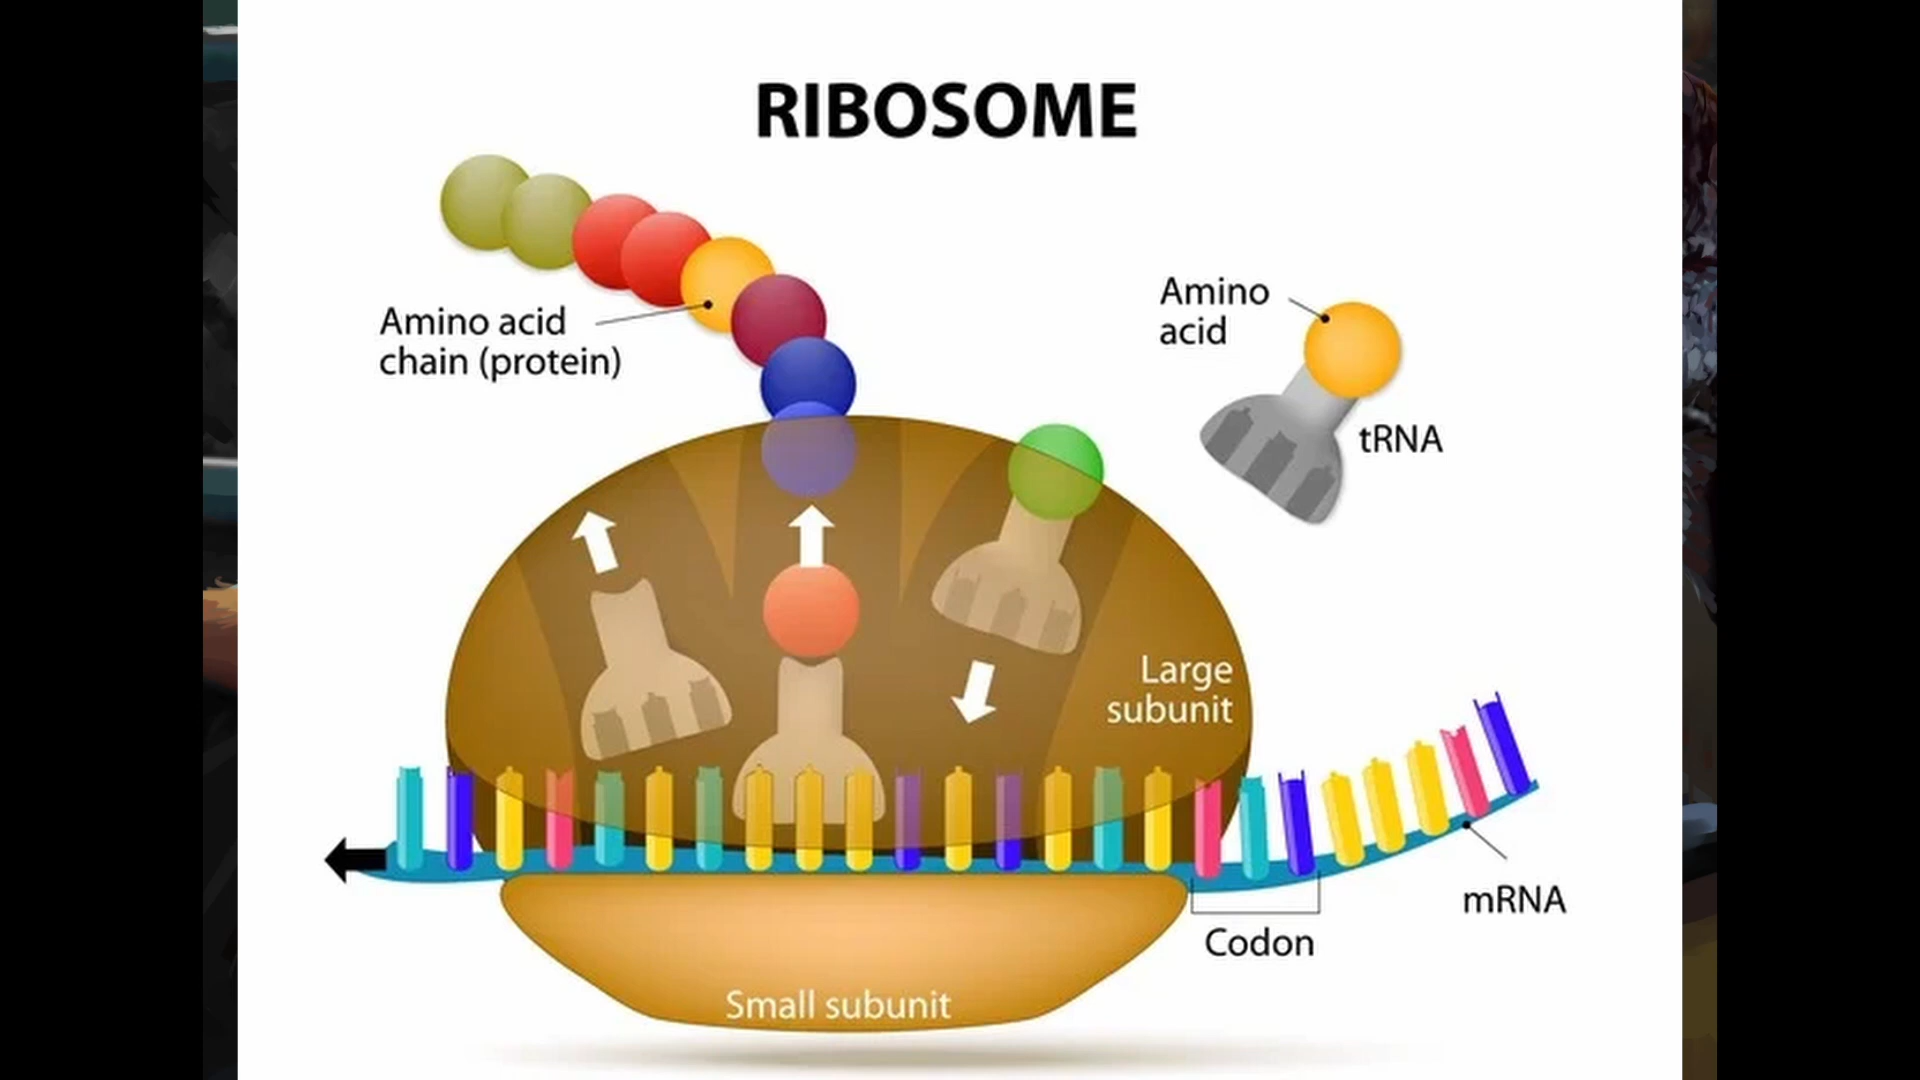 RIBOSOME
Amino acid
chain (protein)
Amino
acid
tRNA
Large
subunit
mRNA
Codon
Small subunit